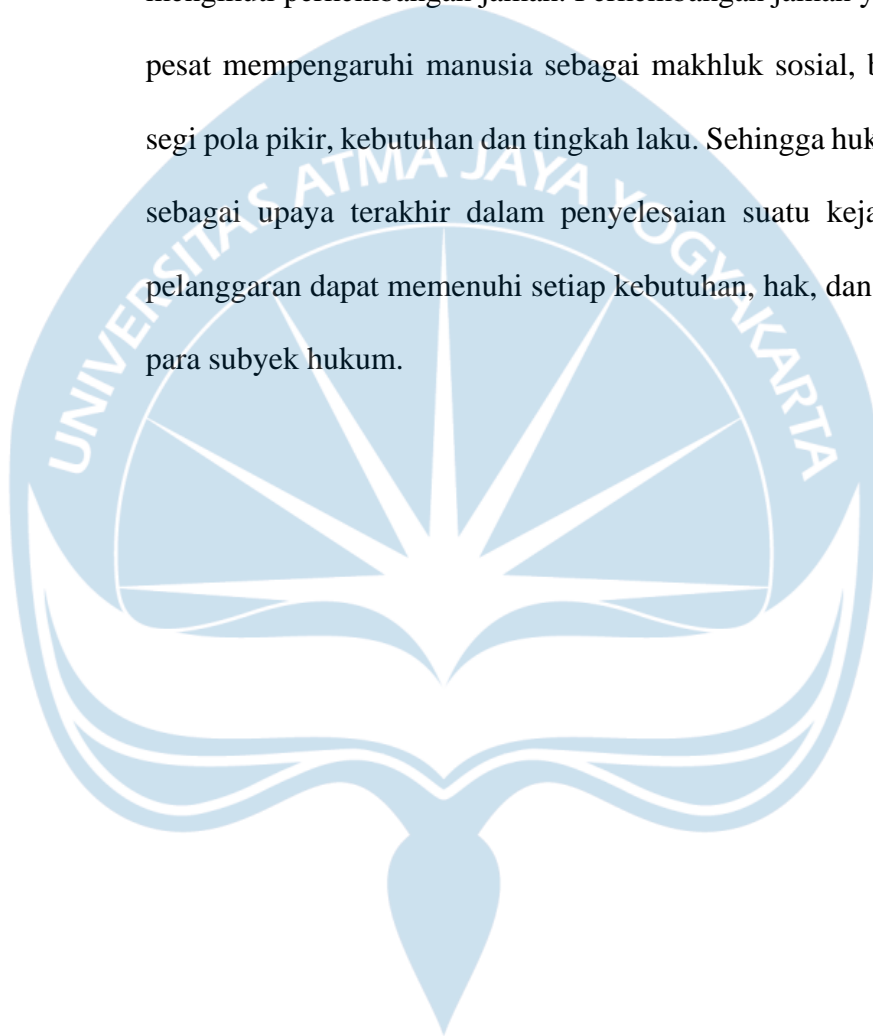 pesat mempengaruhi manusia sebagai makhluk sosial,
segi pola pikir, kebutuhan dan tingkah laku. Sehingga
sebagai upaya terakhir dalam penyelesaian suatu
pelanggaran dapat memenuhi setiap kebutuhan, hak, dan
para subyek hukum.
UNIVERSITAS ATMA JAYA YOGYAKARTA